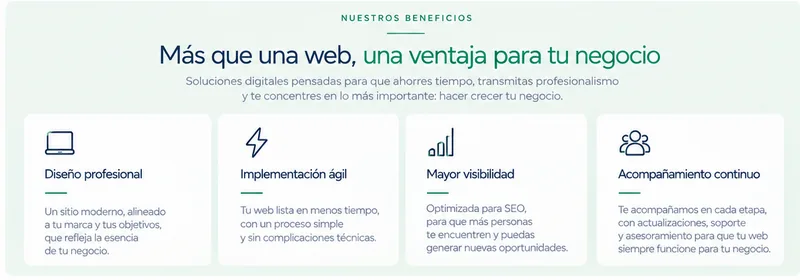 NUESTROS BENEFICIOS
Más que una web, una ventaja para tu negocio
Soluciones digitales pensadas para que ahorres tiempo, transmitas profesionalismo
y te concentres en lo más importante: hacer crecer tu negocio.
Diseño profesional
Un sitio moderno, alineado
a tu marca y tus objetivos,
que refleja la esencia
de tu negocio.
Implementación ágil
Tu web lista en menos tiempo,
con un proceso simple
y sin complicaciones técnicas.
Mayor visibilidad
Optimizada para SEO,
para que más personas
te encuentren y puedas
generar nuevas oportunidades.
Acompañamiento continuo
Te acompañamos en cada etapa,
con actualizaciones, soporte
y asesoramiento para que tu web
siempre funcione para tu negocio.